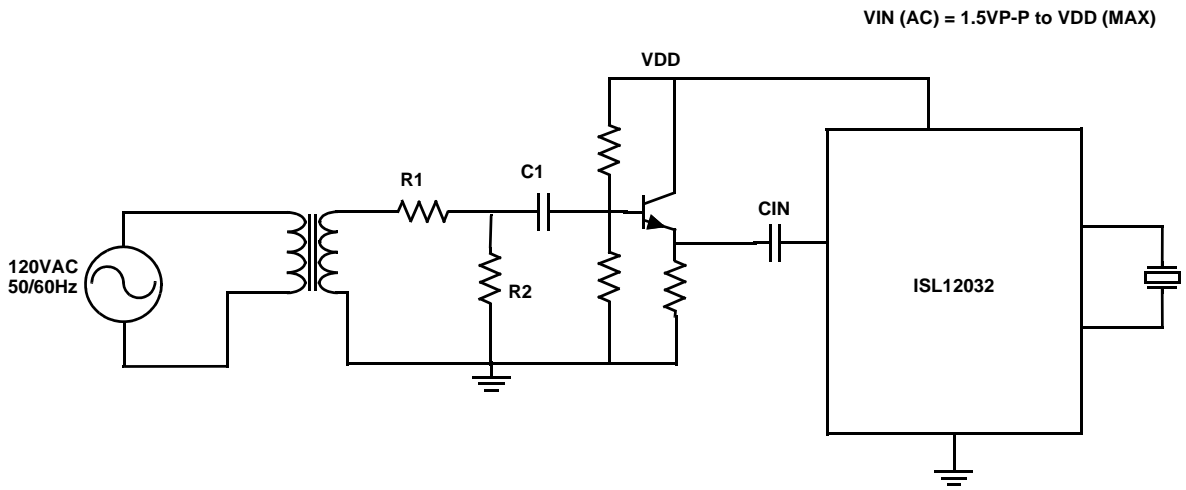 VIN (AC) = 1.5VP-P to VDD (MAX)
VDD
R1
C1
CIN
120VAC
50/60Hz
R2
ISL12032